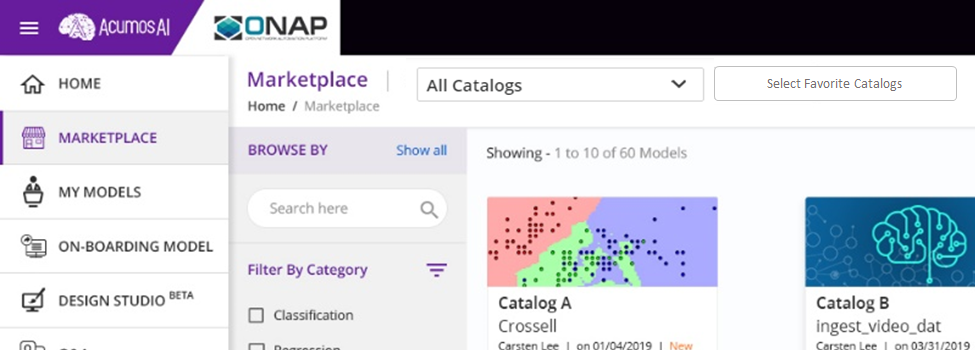 Acumos AI
ONAP
OPEN NETWORK AUTOMATION PLATFORM
HOME
MARKETPLACE
MY MODELS
ON-BOARDING MODEL
DESIGN STUDIO BETA
Marketplace
Home / Marketplace
All Catalogs
Select Favorite Catalogs
BROWSE BY
Show all
Search here
Filter By Category
Classification
Regression
Showing - 1 to 10 of 60 Models
Catalog A
Crossell
Carsten Lee | on 01/04/2019 | New
Catalog B
ingest_video_dat
Carsten Lee | on 03/31/2019